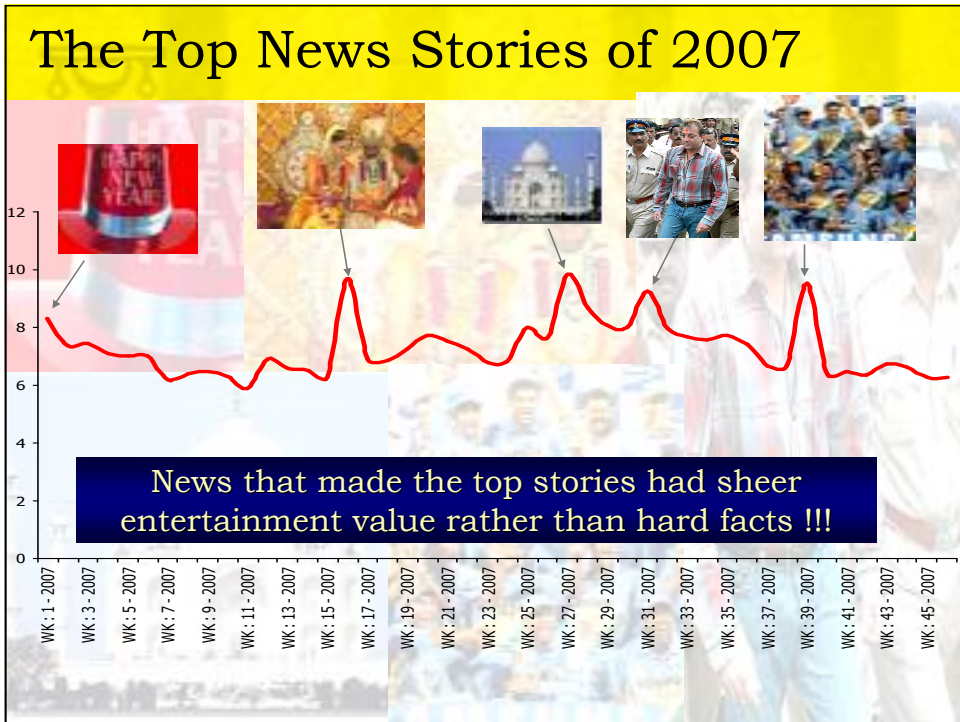 The Top News Stories of 2007
HAPPY
NEW
YEAR!
12
10
8
6
4
2
0
News that made the top stories had sheer
entertainment value rather than hard facts !!!
WK : 1 - 2007
WK : 3 - 2007
WK : 5 - 2007
WK : 7 - 2007
WK : 9 - 2007
WK : 11 - 2007
WK : 13 - 2007
WK : 15 - 2007
WK : 17 - 2007
WK : 19 - 2007
WK : 21 - 2007
WK : 23 - 2007
WK : 25 - 2007
WK : 27 - 2007
WK : 29 - 2007
WK : 31 - 2007
WK : 33 - 2007
WK : 35 - 2007
WK : 37 - 2007
WK : 39 - 2007
WK : 41 - 2007
WK : 43 - 2007
WK : 45 - 2007